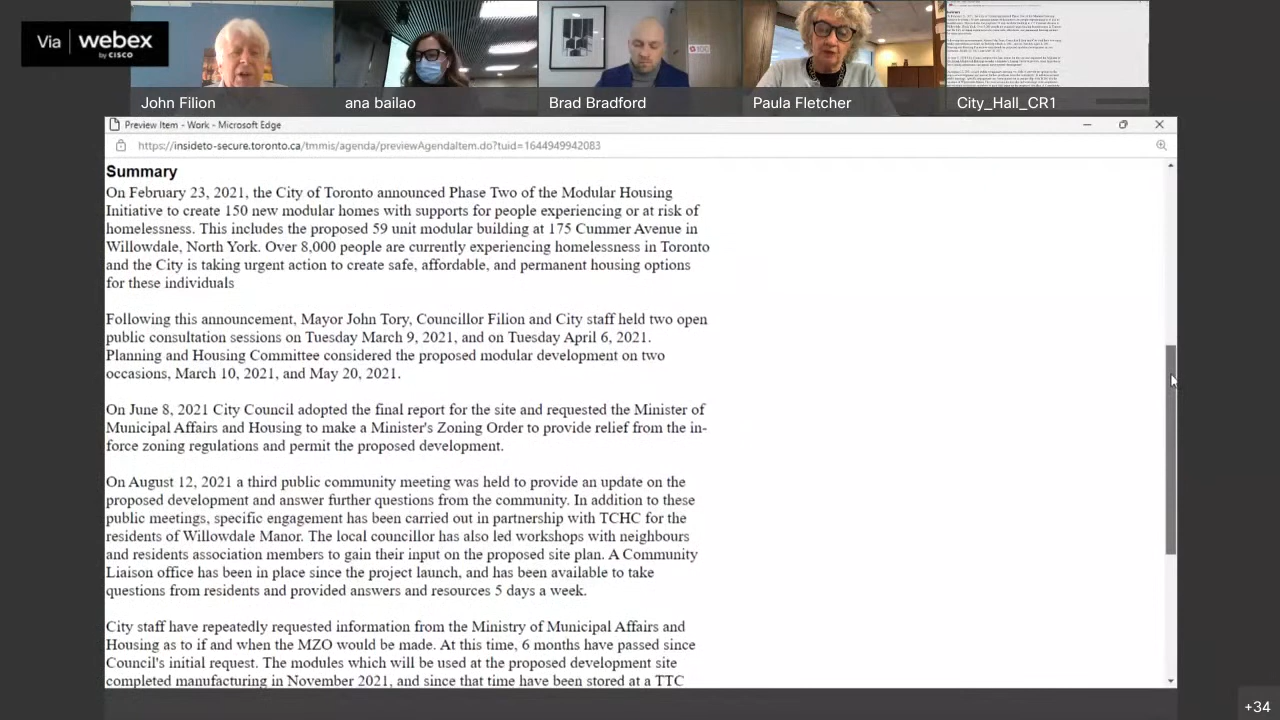 Via webex
by CISCO
John Filion
ana bailao
Brad Bradford
Paula Fletcher
City_Hall_CR1
Preview Item - Work - Microsoft Edge
https://insideto-secure.toronto.ca/tmmis/agenda/previewAgendaItem.do?tuid=1644949942083
Summary
On February 23, 2021, the City of Toronto announced Phase Two of the Modular Housing
Initiative to create 150 new modular homes with supports for people experiencing or at risk of
homelessness. This includes the proposed 59 unit modular building at 175 Cummer Avenue in
Willowdale, North York. Over 8,000 people are currently experiencing homelessness in Toronto
and the City is taking urgent action to create safe, affordable, and permanent housing options
for these individuals
Following this announcement, Mayor John Tory, Councillor Filion and City staff held two open
public consultation sessions on Tuesday March 9, 2021, and on Tuesday April 6, 2021.
Planning and Housing Committee considered the proposed modular development on two
occasions, March 10, 2021, and May 20, 2021.
On June 8, 2021 City Council adopted the final report for the site and requested the Minister of
Municipal Affairs and Housing to make a Minister's Zoning Order to provide relief from the in-
force zoning regulations and permit the proposed development.
On August 12, 2021 a third public community meeting was held to provide an update on the
proposed development and answer further questions from the community. In addition to these
public meetings, specific engagement has been carried out in partnership with TCHC for the
residents of Willowdale Manor. The local councillor has also led workshops with neighbours
and residents association members to gain their input on the proposed site plan. A Community
Liaison office has been in place since the project launch, and has been available to take
questions from residents and provided answers and resources 5 days a week.
City staff have repeatedly requested information from the Ministry of Municipal Affairs and
Housing as to if and when the MZO would be made. At this time, 6 months have passed since
Council's initial request. The modules which will be used at the proposed development site
completed manufacturing in November 2021, and since that time have been stored at a TTC
+34